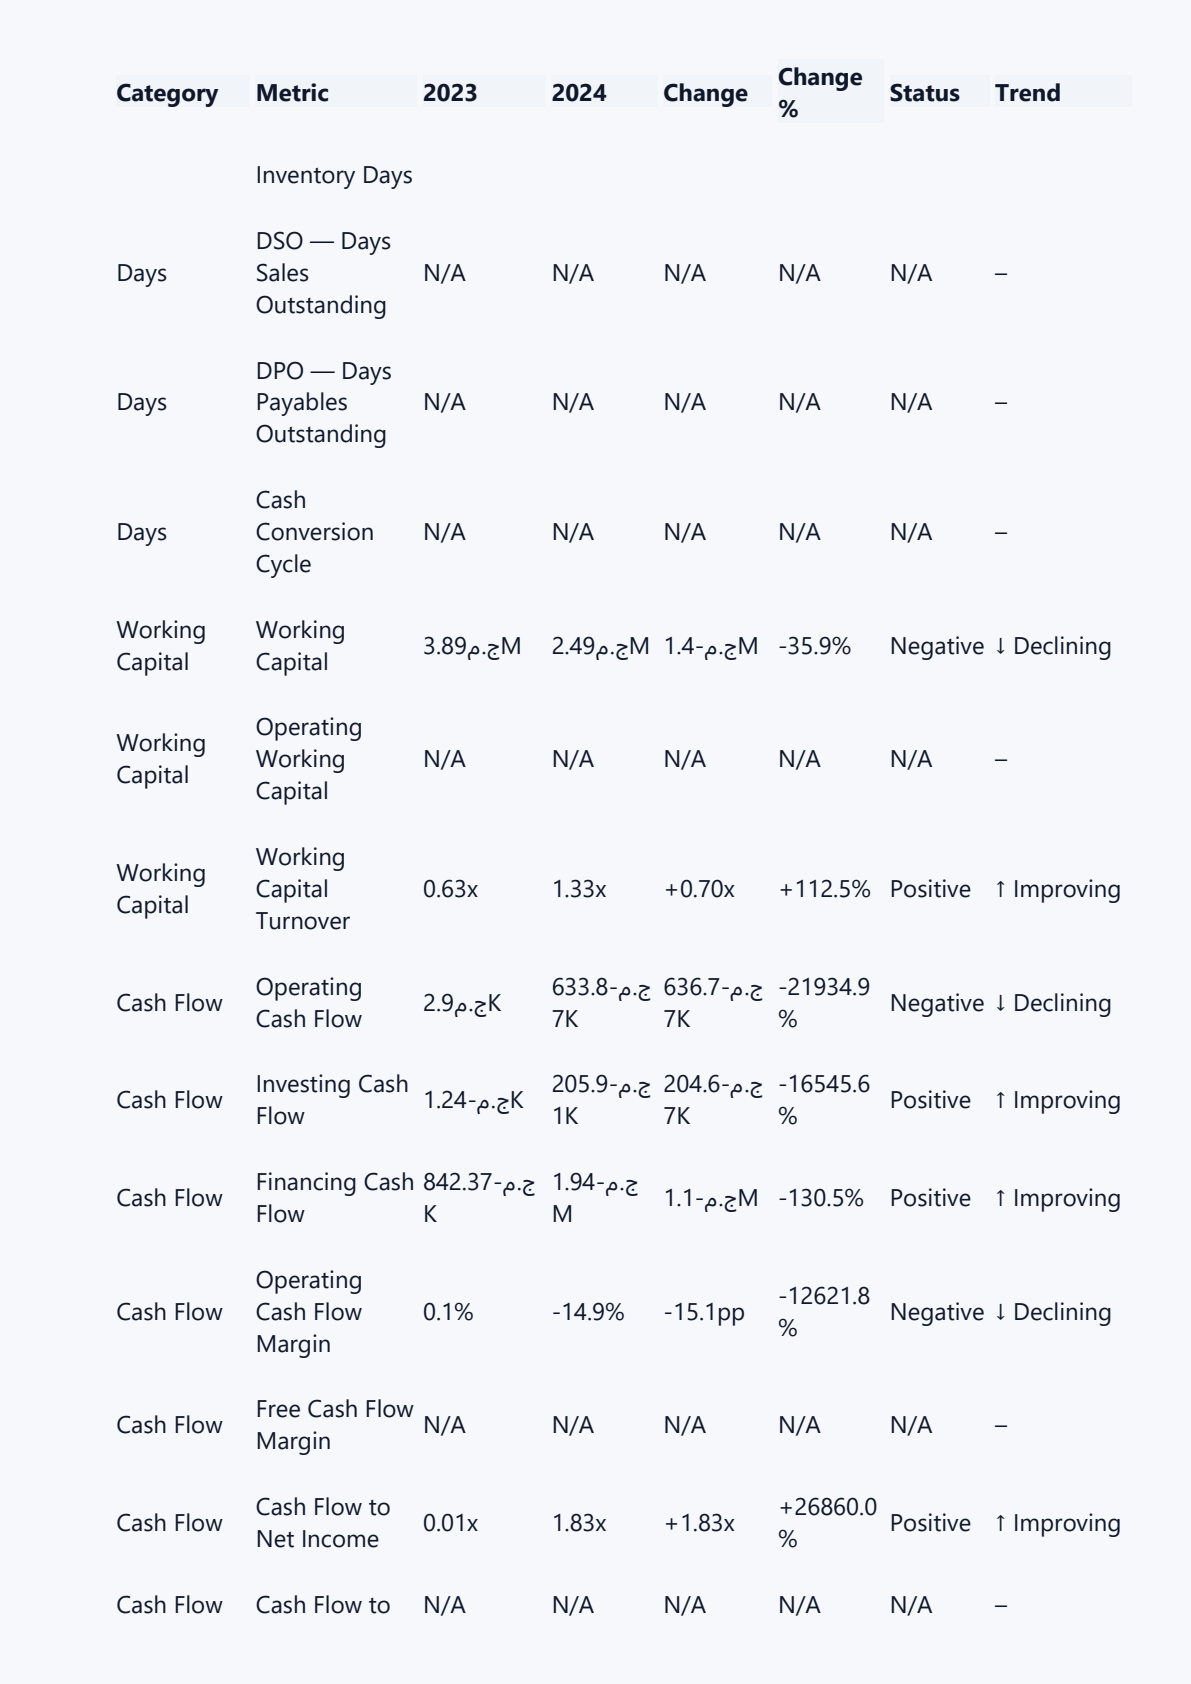 Category Metric 2023 2024 Change Change % Status Trend
Inventory Days
Days DSO — Days Sales Outstanding N/A N/A N/A N/A N/A –
Days DPO — Days Payables Outstanding N/A N/A N/A N/A N/A –
Days Cash Conversion Cycle N/A N/A N/A N/A N/A –
Working Capital Working Capital 3.89ج.مM 2.49ج.مM 1.4-ج.مM -35.9% Negative ↓ Declining
Working Capital Operating Working Capital N/A N/A N/A N/A N/A –
Working Capital Working Capital Turnover 0.63x 1.33x +0.70x +112.5% Positive ↑ Improving
Cash Flow Operating Cash Flow 2.9ج.مK 633.8-ج.م7K 636.7-ج.م7K -21934.9% Negative ↓ Declining
Cash Flow Investing Cash Flow 1.24-ج.مK 205.9-ج.م1K 204.6-ج.م7K -16545.6% Positive ↑ Improving
Cash Flow Financing Cash Flow 842.37-ج.مK 1.94-ج.مM 1.1-ج.مM -130.5% Positive ↑ Improving
Cash Flow Operating Cash Flow Margin 0.1% -14.9% -15.1pp -12621.8% Negative ↓ Declining
Cash Flow Free Cash Flow Margin N/A N/A N/A N/A N/A –
Cash Flow Cash Flow to Net Income 0.01x 1.83x +1.83x +26860.0% Positive ↑ Improving
Cash Flow Cash Flow to N/A N/A N/A N/A N/A –